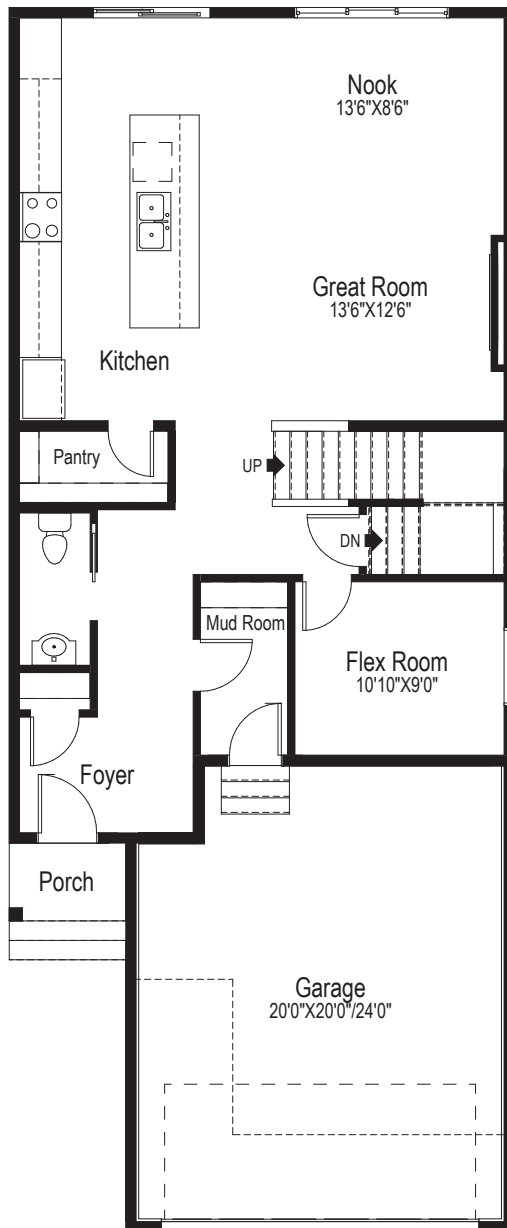 Nook
13'6"X8'6"
Great Room
13'6"X12'6"
Kitchen
Pantry
UP
DN
Mud Room
Flex Room
10'10"X9'0"
Foyer
Porch
Garage
20'0"X20'0"/24'0"